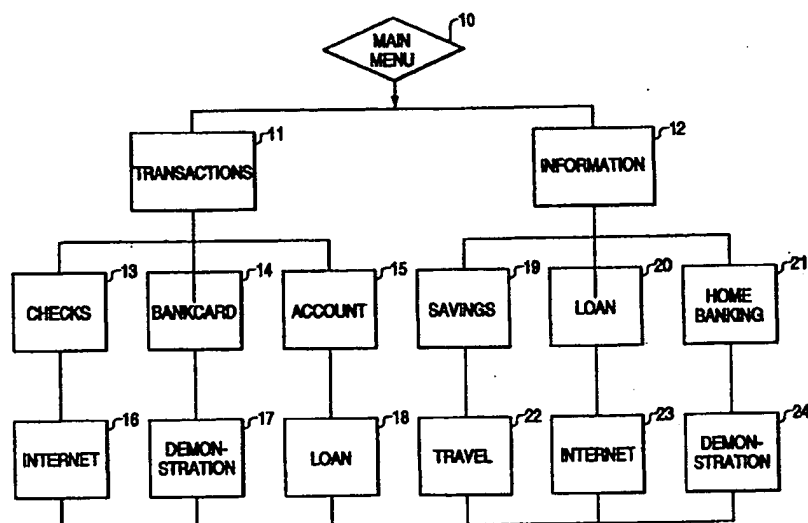 10
MAIN
MENU
11
TRANSACTIONS
12
INFORMATION
13
CHECKS
14
BANKCARD
15
ACCOUNT
19
SAVINGS
20
LOAN
21
HOME
BANKING
16
INTERNET
17
DEMON-
STRATION
18
LOAN
22
TRAVEL
23
INTERNET
24
DEMON-
STRATION